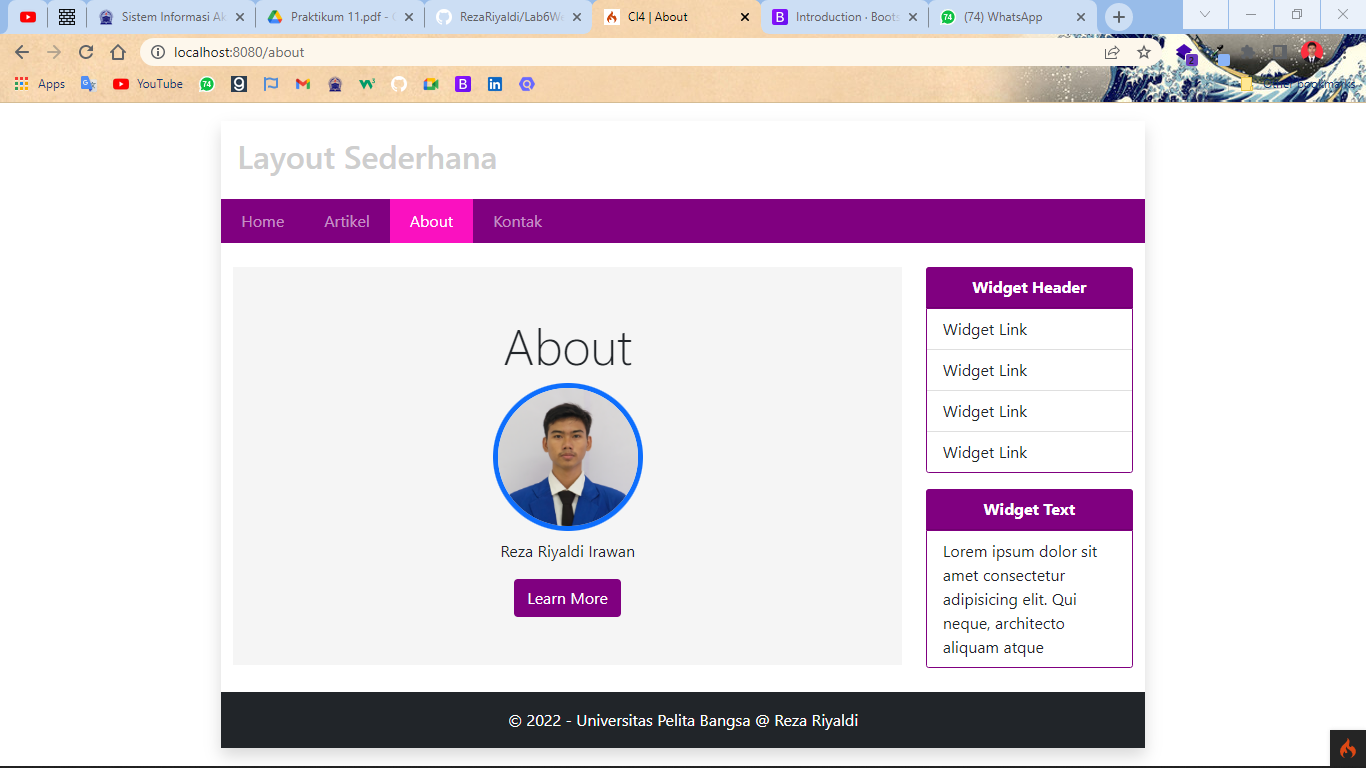 Sistem Informasi Ak
Praktikum 11.pdf - G
RezaRiyaldi/Lab6We
CI4 | About
Introduction · Boots
(74) WhatsApp
localhost:8080/about
2
Apps
YouTube
74
Other bookmarks
Layout Sederhana
Home
Artikel
About
Kontak
About
Reza Riyaldi Irawan
Learn More
Widget Header
Widget Link
Widget Link
Widget Link
Widget Link
Widget Text
Lorem ipsum dolor sit
amet consectetur
adipisicing elit. Qui
neque, architecto
aliquam atque
© 2022 - Universitas Pelita Bangsa @ Reza Riyaldi